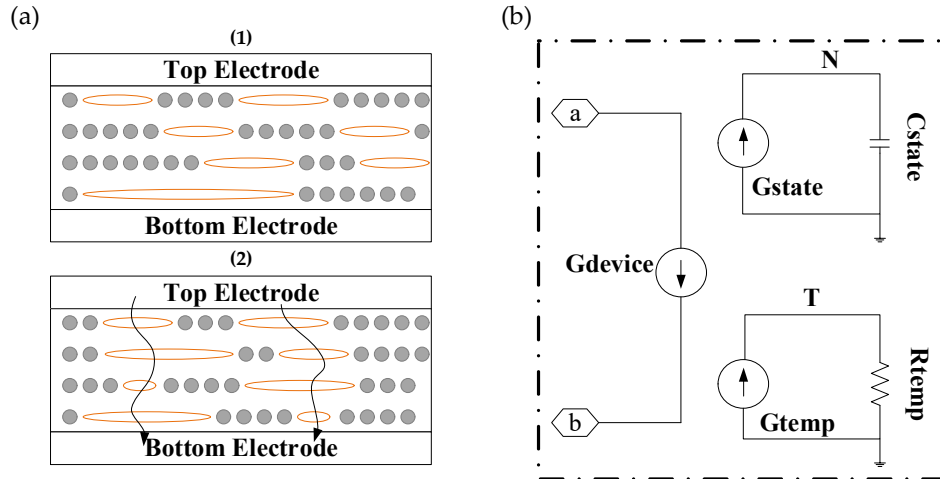 (a)
(1)
Top Electrode
Bottom Electrode
(2)
Top Electrode
Bottom Electrode
(b)
N
a
Cstate
Gstate
Gdevice
T
Rtemp
Gtemp
b